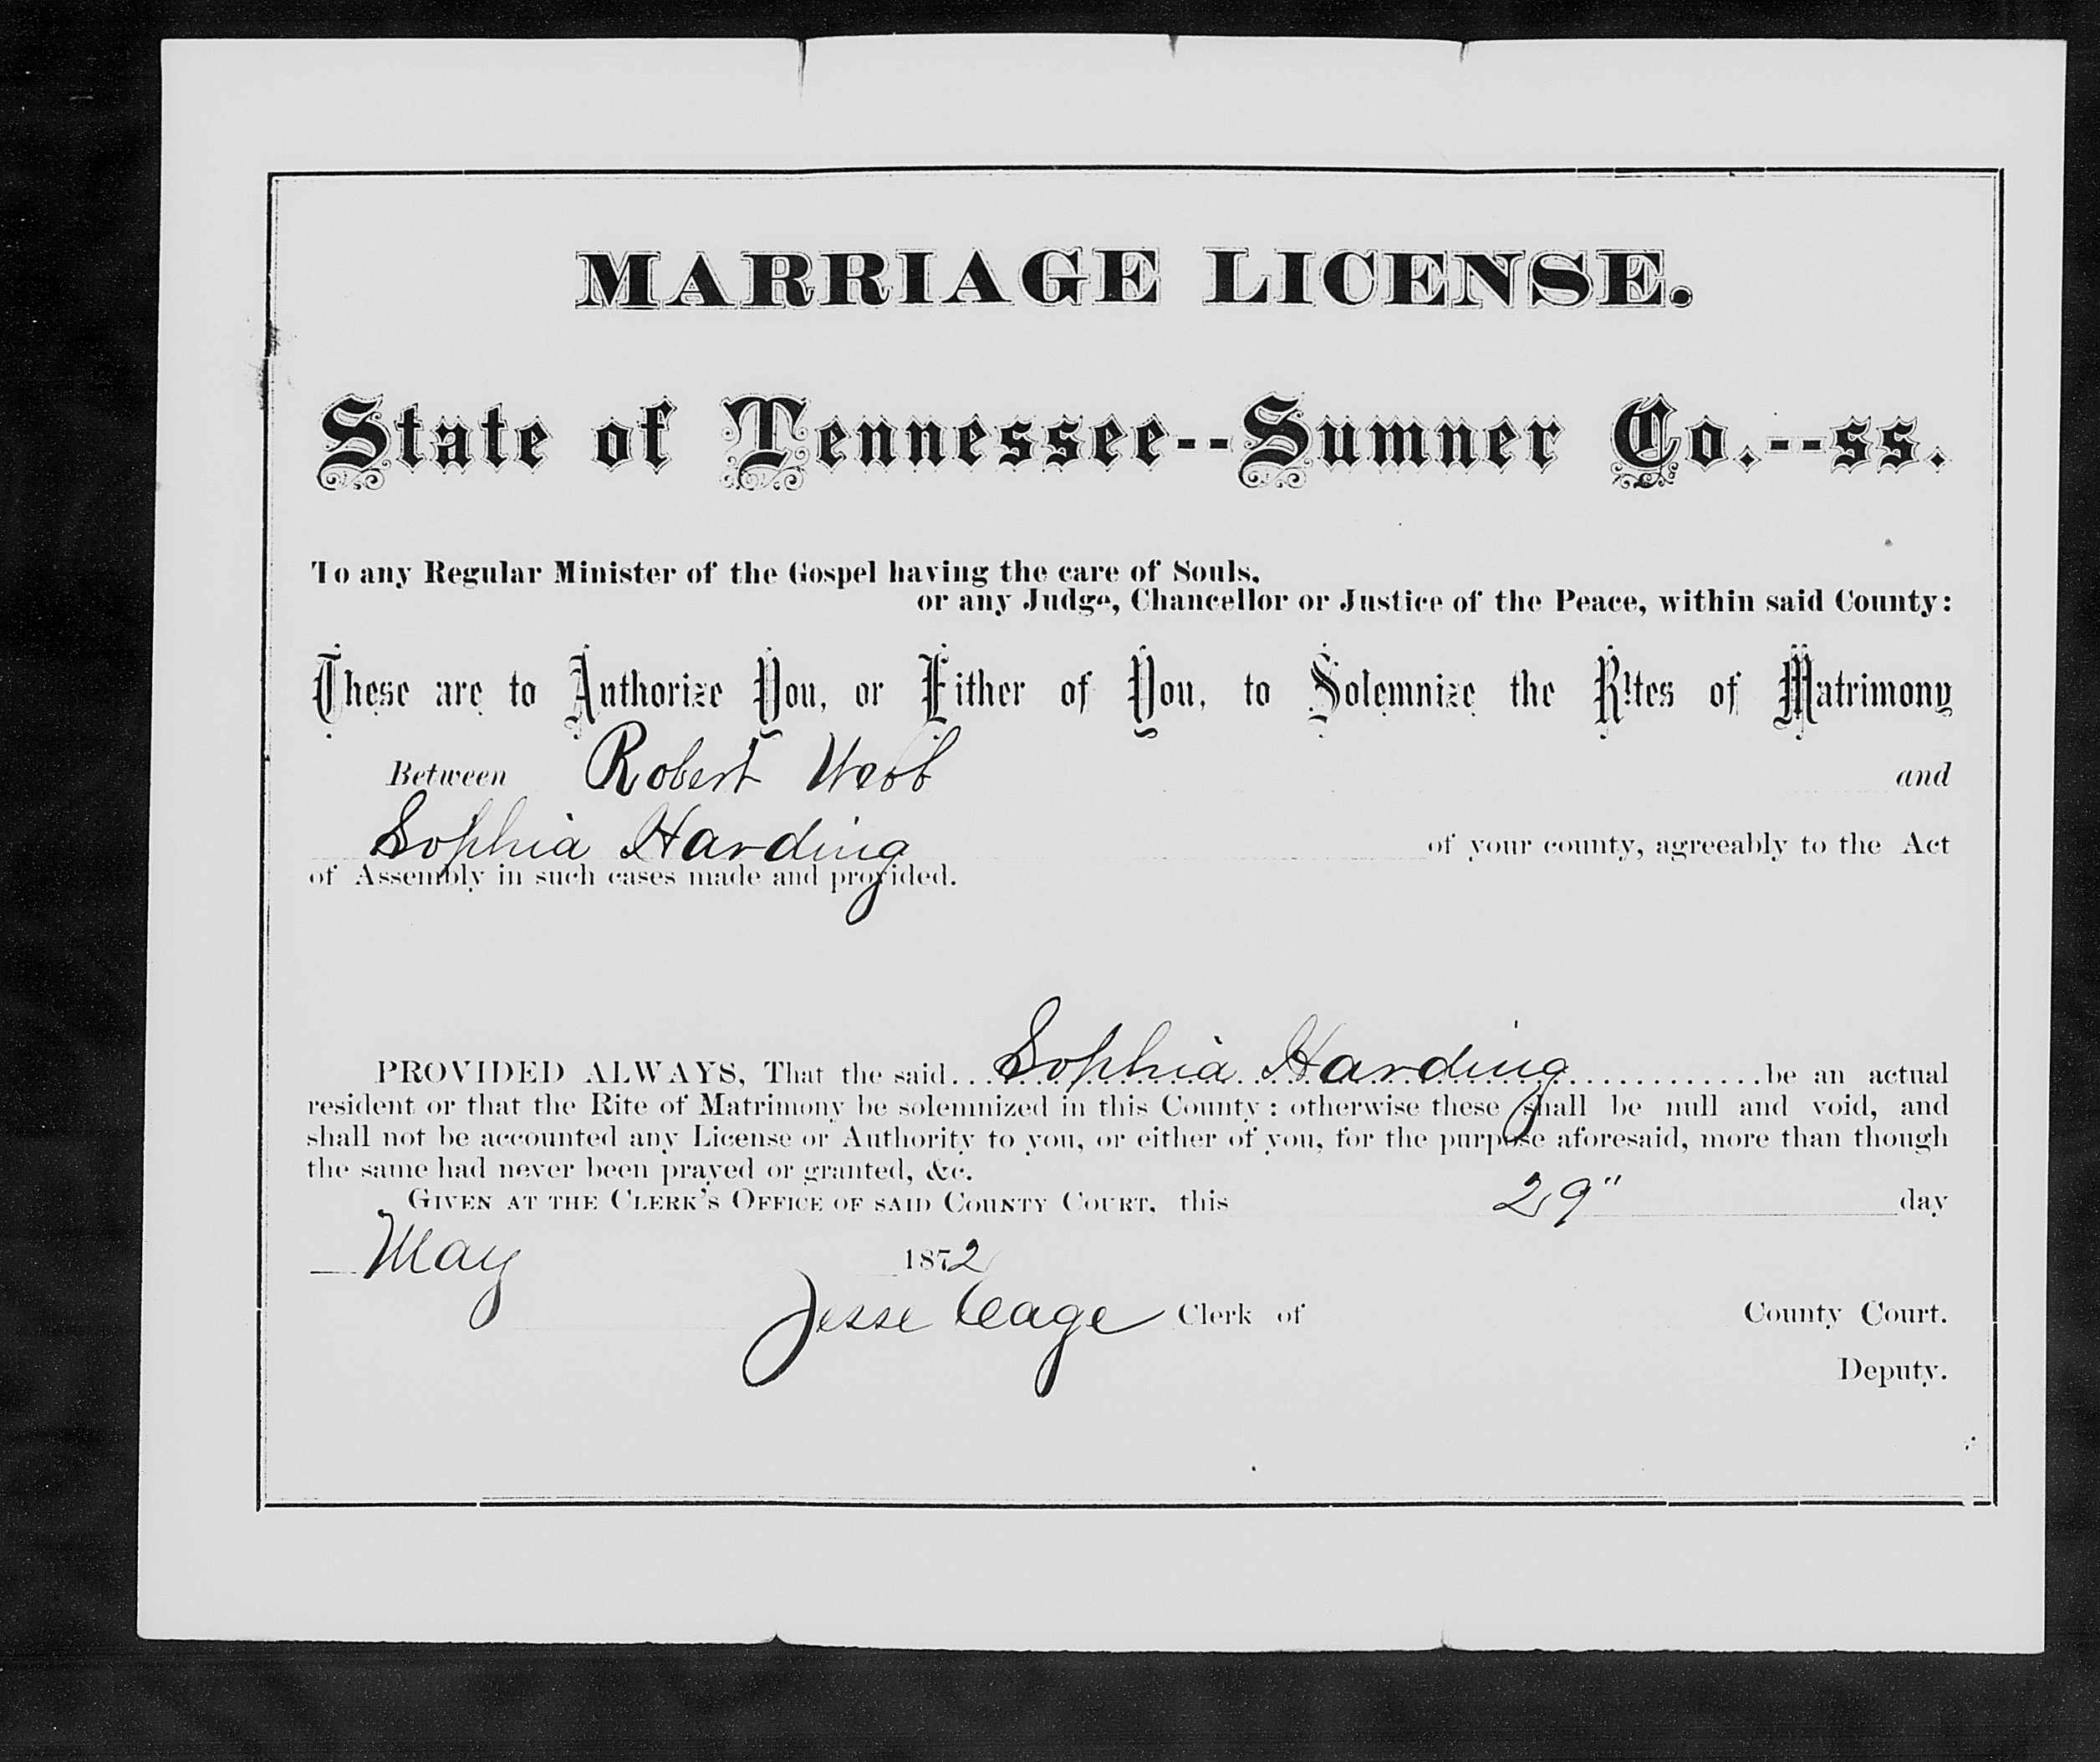 MARRIAGE LICENSE.
State of Tennessee--Sumner Co.--ss.
To any Regular Minister of the Gospel having the care of Souls,
or any Judge, Chancellor or Justice of the Peace, within said County:
These are to Authorize You, or Either of You, to Solemnize the Rites of Matrimony
Between Robert Webb and
Sophia Harding of your county, agreeably to the Act
of Assembly in such cases made and provided.
PROVIDED ALWAYS, That the said Sophia Harding be an actual
resident or that the Rite of Matrimony be solemnized in this County: otherwise these shall be null and void, and
shall not be accounted any License or Authority to you, or either of you, for the purpose aforesaid, more than though
the same had never been prayed or granted, &c.
GIVEN AT THE CLERK'S OFFICE OF SAID COUNTY COURT, this 29" day
May 1872
Jesse Cage Clerk of County Court.
Deputy.